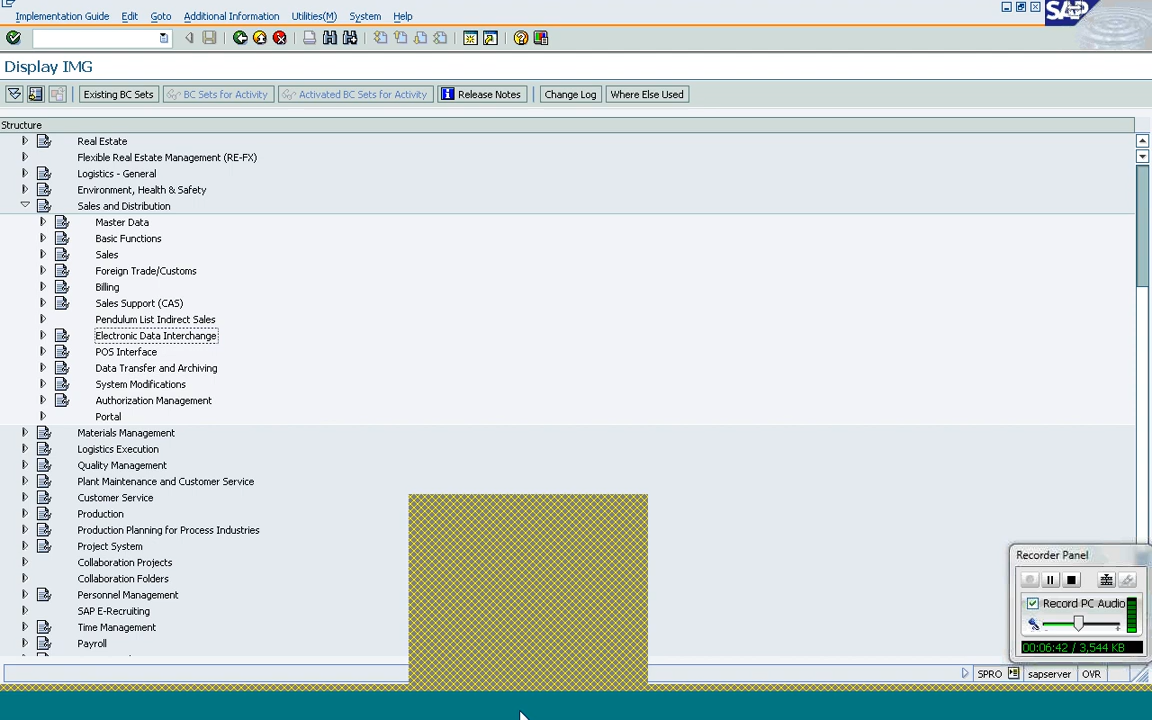 Implementation Guide Edit Goto Additional Information Utilities(M) System Help
SAP
Display IMG
Existing BC Sets BC Sets for Activity Activated BC Sets for Activity Release Notes Change Log Where Else Used
Structure
Real Estate
Flexible Real Estate Management (RE-FX)
Logistics - General
Environment, Health & Safety
Sales and Distribution
Master Data
Basic Functions
Sales
Foreign Trade/Customs
Billing
Sales Support (CAS)
Pendulum List Indirect Sales
Electronic Data Interchange
POS Interface
Data Transfer and Archiving
System Modifications
Authorization Management
Portal
Materials Management
Logistics Execution
Quality Management
Plant Maintenance and Customer Service
Customer Service
Production
Production Planning for Process Industries
Project System
Collaboration Projects
Collaboration Folders
Personnel Management
SAP E-Recruiting
Time Management
Payroll
Recorder Panel
Record PC Audio
00:06:42 / 3,544 KB
SPRO sapserver OVR